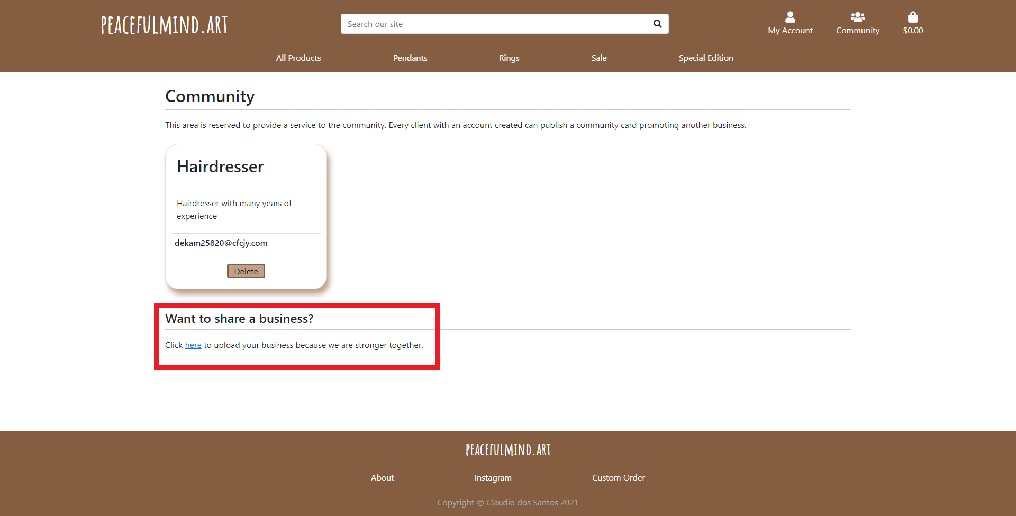 PEACEFULMIND.ART
Search our site
My Account
Community
$0.00
All Products
Pendants
Rings
Sale
Special Edition
Community
This area is reserved to provide a service to the community. Every client with an account created can publish a community card promoting another business.
Hairdresser
Hairdresser with many years of
experience
dekam25820@cfcjy.com
Delete
Want to share a business?
Click here to upload your business because we are stronger together.
PEACEFULMIND.ART
About
Instagram
Custom Order
Copyright © Claudio dos Santos 2021